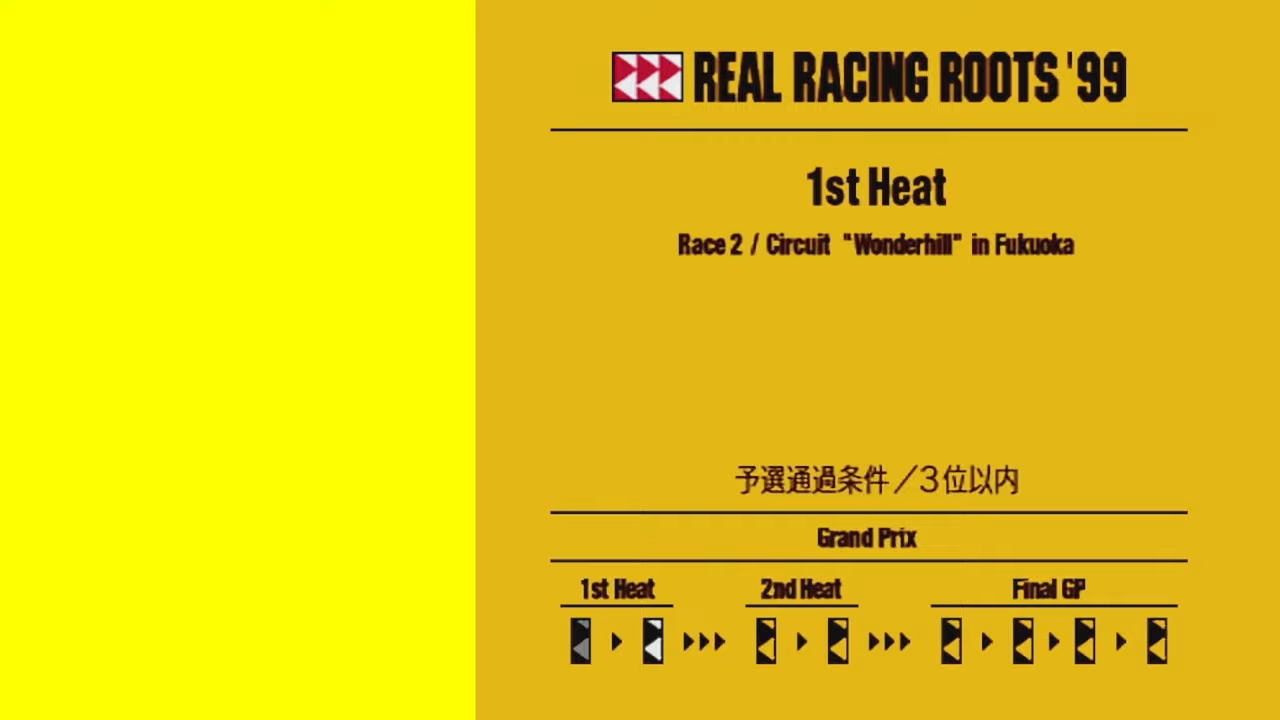 REAL RACING ROOTS '99
1st Heat
Race 2 / Circuit "Wonderhill" in Fukuoka
予選通過条件／3位以内
Grand Prix
1st Heat 2nd Heat Final GP